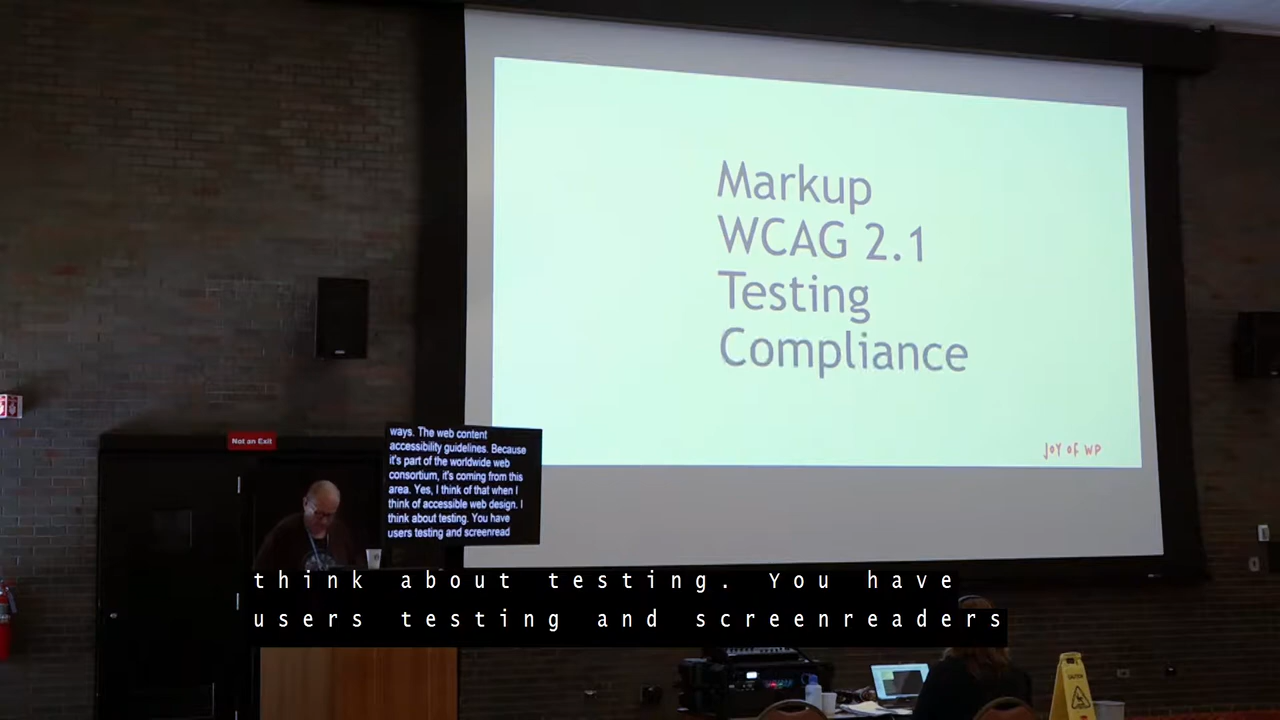 Markup
WCAG 2.1
Testing
Compliance
JOY OF WP
Not an Exit
ways. The web content
accessibility guidelines. Because
it's part of the worldwide web
consortium, it's coming from this
area. Yes, I think of that when I
think of accessible web design. I
think about testing. You have
users testing and screenread
think about testing. You have
users testing and screenreaders
CAUTION